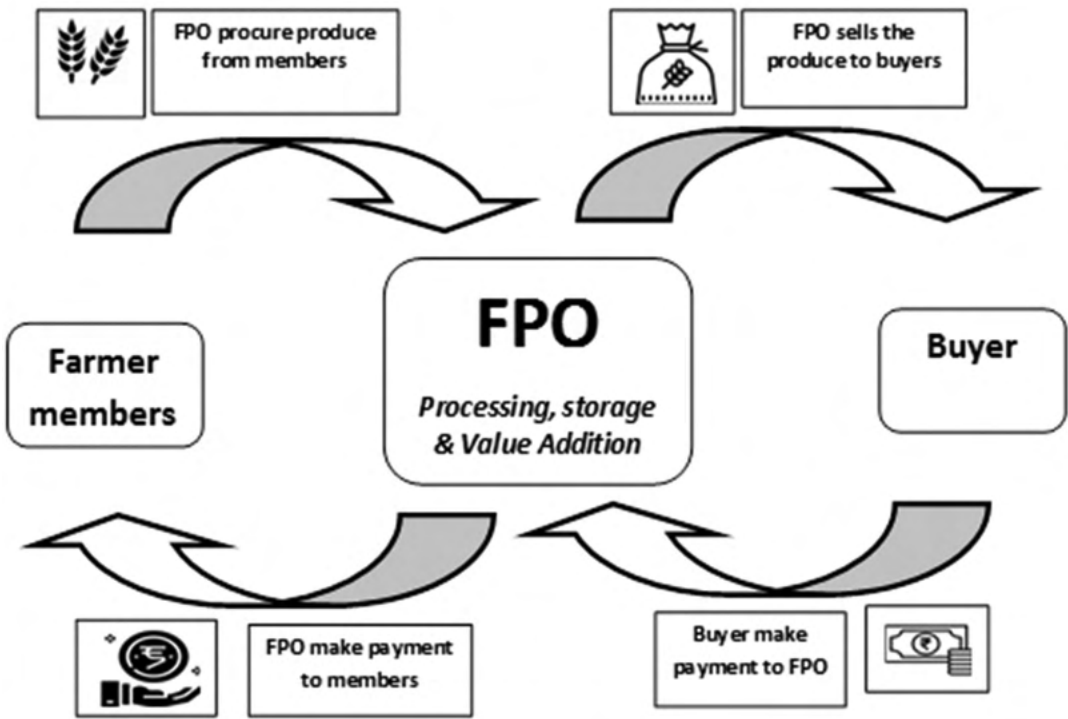 FPO procure produce
from members
FPO sells the
produce to buyers
FPO
Processing, storage
& Value Addition
Farmer
members
Buyer
FPO make payment
to members
Buyer make
payment to FPO
₹